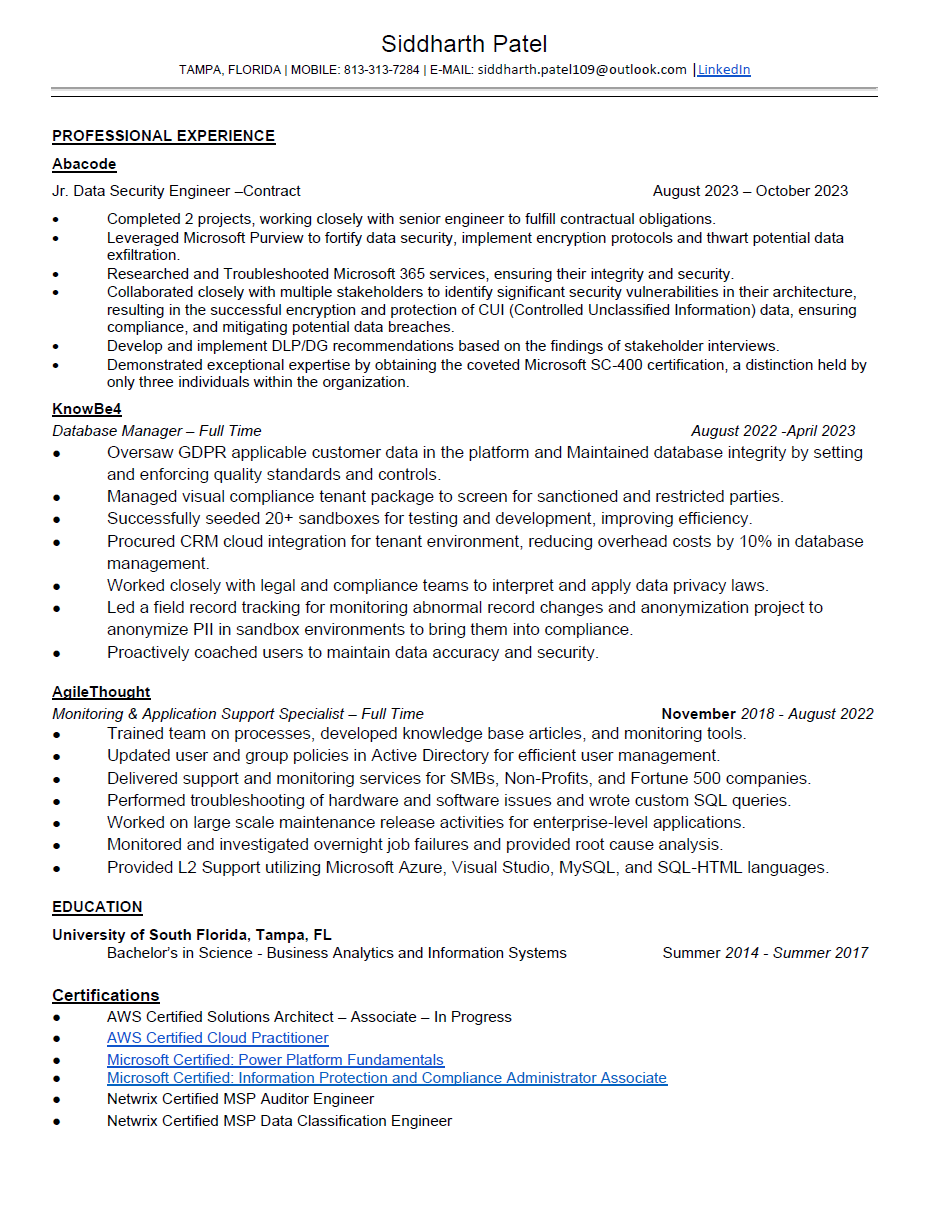 Siddharth Patel
TAMPA, FLORIDA | MOBILE: 813-313-7284 | E-MAIL: siddharth.patel109@outlook.com |LinkedIn
PROFESSIONAL EXPERIENCE
Abacode
Jr. Data Security Engineer –Contract August 2023 – October 2023
• Completed 2 projects, working closely with senior engineer to fulfill contractual obligations.
• Leveraged Microsoft Purview to fortify data security, implement encryption protocols and thwart potential data
exfiltration.
• Researched and Troubleshooted Microsoft 365 services, ensuring their integrity and security.
• Collaborated closely with multiple stakeholders to identify significant security vulnerabilities in their architecture,
resulting in the successful encryption and protection of CUI (Controlled Unclassified Information) data, ensuring
compliance, and mitigating potential data breaches.
• Develop and implement DLP/DG recommendations based on the findings of stakeholder interviews.
• Demonstrated exceptional expertise by obtaining the coveted Microsoft SC-400 certification, a distinction held by
only three individuals within the organization.
KnowBe4
Database Manager – Full Time August 2022 -April 2023
● Oversaw GDPR applicable customer data in the platform and Maintained database integrity by setting
and enforcing quality standards and controls.
● Managed visual compliance tenant package to screen for sanctioned and restricted parties.
● Successfully seeded 20+ sandboxes for testing and development, improving efficiency.
● Procured CRM cloud integration for tenant environment, reducing overhead costs by 10% in database
management.
● Worked closely with legal and compliance teams to interpret and apply data privacy laws.
● Led a field record tracking for monitoring abnormal record changes and anonymization project to
anonymize PII in sandbox environments to bring them into compliance.
● Proactively coached users to maintain data accuracy and security.
AgileThought
Monitoring & Application Support Specialist – Full Time November 2018 - August 2022
● Trained team on processes, developed knowledge base articles, and monitoring tools.
● Updated user and group policies in Active Directory for efficient user management.
● Delivered support and monitoring services for SMBs, Non-Profits, and Fortune 500 companies.
● Performed troubleshooting of hardware and software issues and wrote custom SQL queries.
● Worked on large scale maintenance release activities for enterprise-level applications.
● Monitored and investigated overnight job failures and provided root cause analysis.
● Provided L2 Support utilizing Microsoft Azure, Visual Studio, MySQL, and SQL-HTML languages.
EDUCATION
University of South Florida, Tampa, FL
Bachelor's in Science - Business Analytics and Information Systems Summer 2014 - Summer 2017
Certifications
● AWS Certified Solutions Architect – Associate – In Progress
● AWS Certified Cloud Practitioner
● Microsoft Certified: Power Platform Fundamentals
● Microsoft Certified: Information Protection and Compliance Administrator Associate
● Netwrix Certified MSP Auditor Engineer
● Netwrix Certified MSP Data Classification Engineer